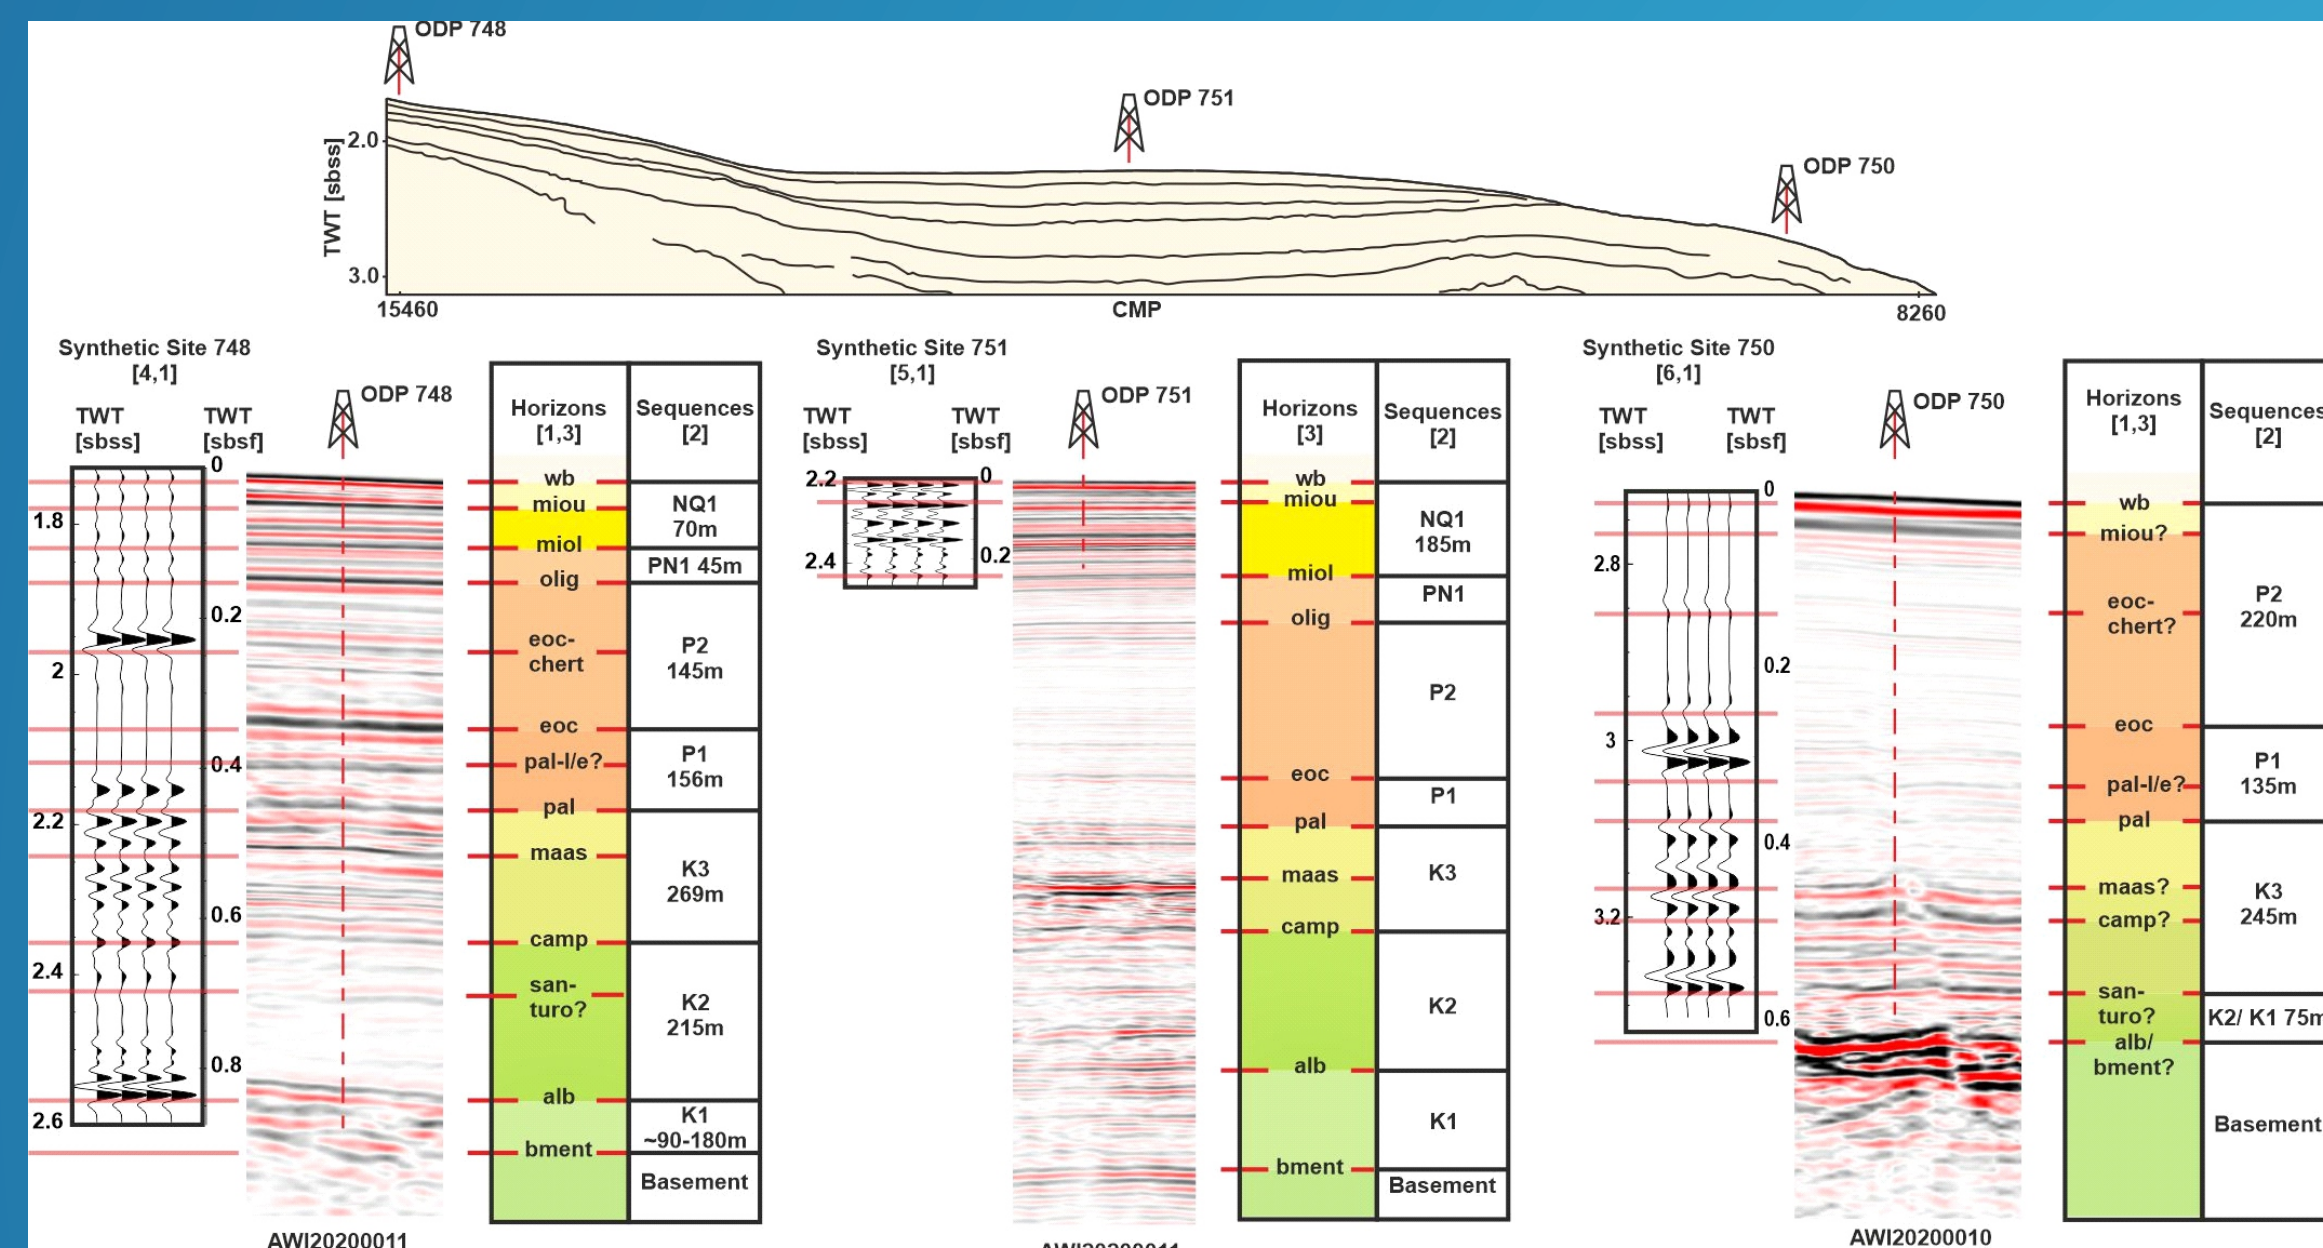 ODP 748
ODP 751
ODP 750
TWT [sbss]
2.0
3.0
15460
CMP
8260
Synthetic Site 748
[4,1]
TWT
[sbss]
TWT
[sbsf]
ODP 748
0
1.8
0.2
2
0.4
2.2
0.6
2.4
0.8
2.6
AWI20200011
Horizons
[1,3]
Sequences
[2]
wb
miou
NQ1
70m
miol
PN1 45m
olig
eoc-
chert
P2
145m
eoc
pal-l/e?
P1
156m
pal
maas
K3
269m
camp
san-
turo?
K2
215m
alb
K1
~90-180m
bment
Basement
Synthetic Site 751
[5,1]
TWT
[sbss]
TWT
[sbsf]
ODP 751
2.2
0
2.4
0.2
Horizons
[3]
Sequences
[2]
wb
miou
NQ1
185m
miol
PN1
olig
P2
eoc
P1
pal
maas
K3
camp
K2
alb
K1
bment
Basement
Synthetic Site 750
[6,1]
TWT
[sbss]
TWT
[sbsf]
ODP 750
0
2.8
0.2
3
0.4
3.2
0.6
AWI20200010
Horizons
[1,3]
Sequences
[2]
wb
miou?
eoc-
chert?
P2
220m
eoc
P1
135m
pal-l/e?
pal
maas?
K3
245m
camp?
san-
turo?
K2/ K1 75m
alb/
bment?
Basement